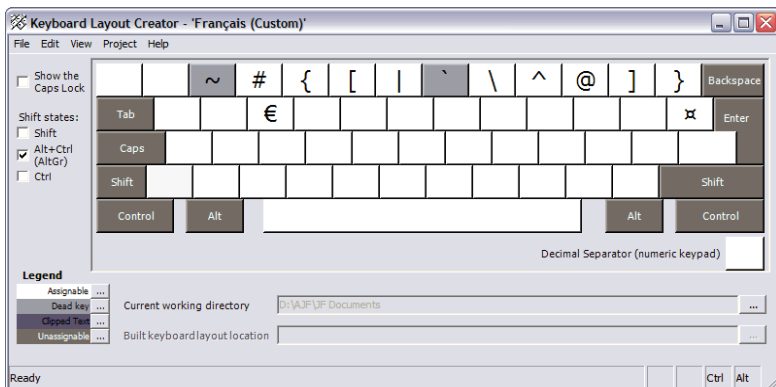 Keyboard Layout Creator - 'Français (Custom)'
File Edit View Project Help
Show the
Caps Lock
~ # { [ | ` \ ^ @ ] } Backspace
Shift states:
Tab € ¤ Enter
Shift
Alt+Ctrl
(AltGr)
Caps
Ctrl
Shift Shift
Control Alt Alt Control
Decimal Separator (numeric keypad)
Legend
Assignable ...
Dead key ...
Clipped Text ...
Unassignable ...
Current working directory D:\AJF\JF Documents ...
Built keyboard layout location ...
Ready Ctrl Alt